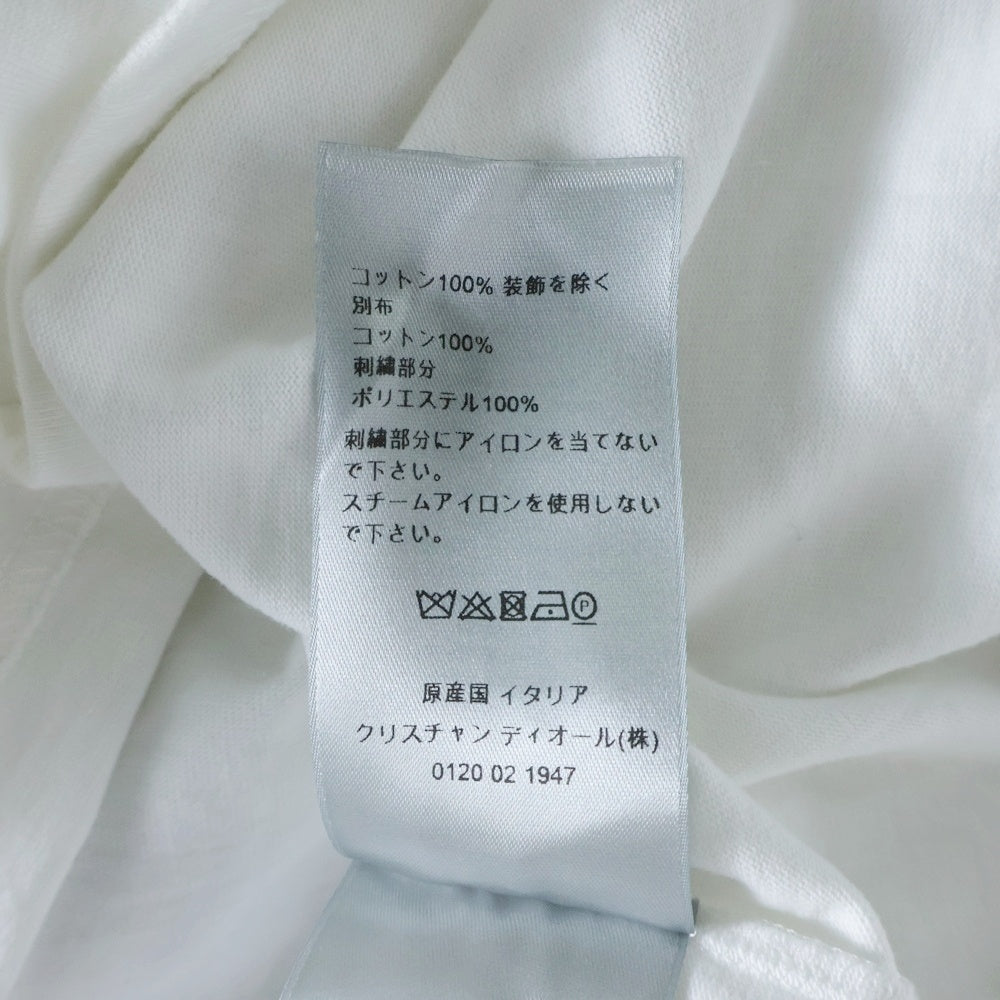 コットン100% 装飾を除く
別布
コットン100%
刺繍部分
ポリエステル100%
刺繍部分にアイロンを当てない
で下さい。
スチームアイロンを使用しない
で下さい。
P
原産国 イタリア
クリスチャン ディオール(株)
0120 02 1947